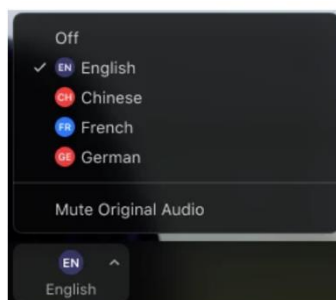 Off
EN English
CH Chinese
FR French
GE German
Mute Original Audio
EN
English